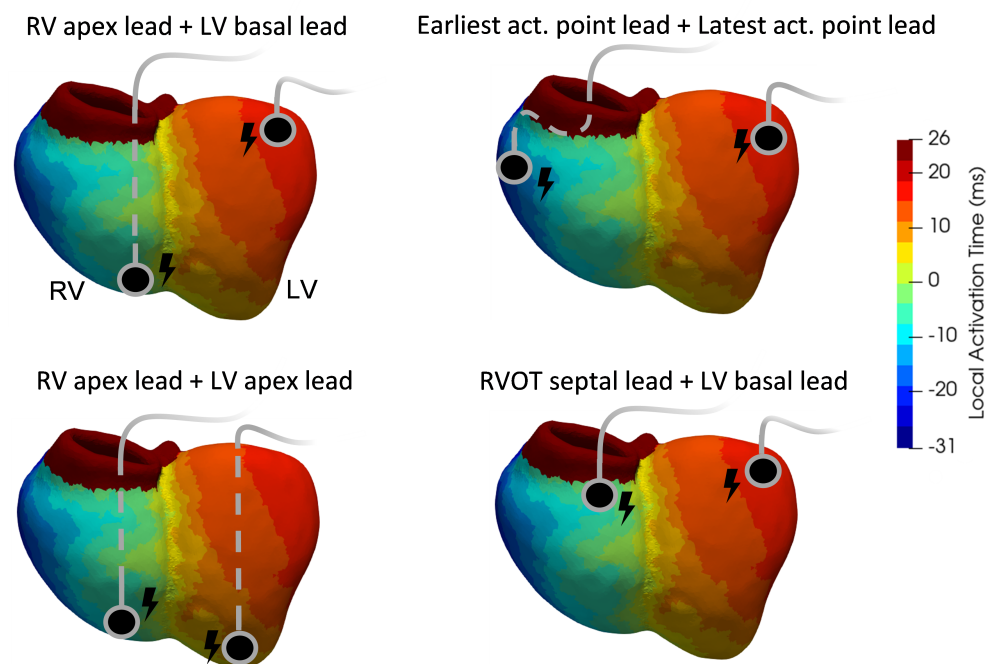 RV apex lead + LV basal lead
Earliest act. point lead + Latest act. point lead
RV
LV
26
20
10
0
-10
-20
-31
Local Activation Time (ms)
RV apex lead + LV apex lead
RVOT septal lead + LV basal lead